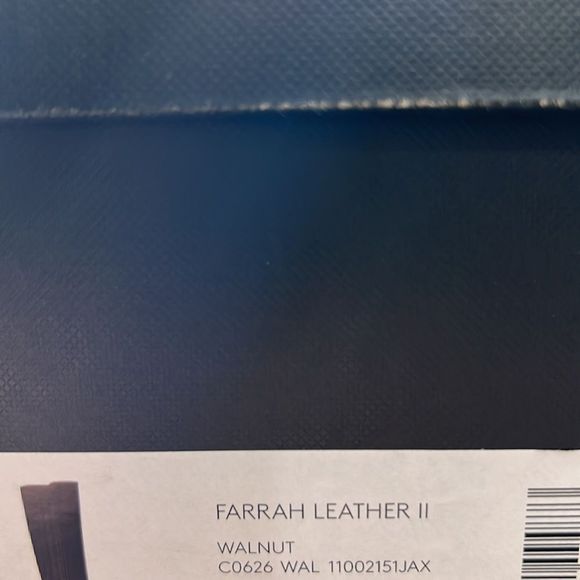 FARRAH LEATHER II
WALNUT
C0626 WAL 11002151JAX